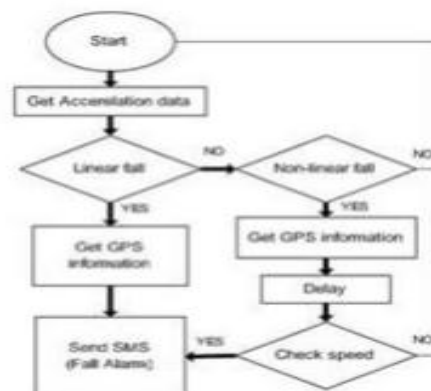 Start
Get Accerelation data
Linear fall
NO
Non-linear fall
NO
YES
YES
Get GPS
information
Get GPS information
Delay
Send SMS
(Fall Alarm)
YES
Check speed
NO